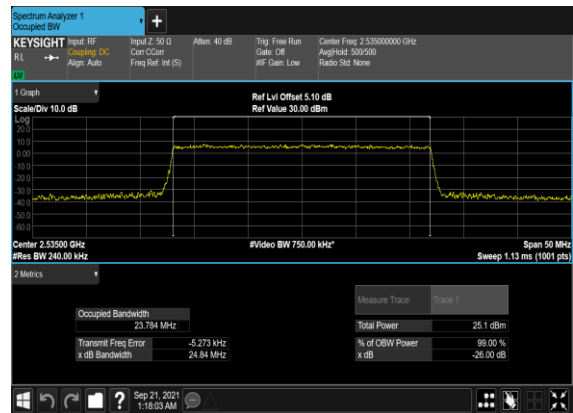 Spectrum Analyzer 1
Occupied BW
KEYSIGHT Input: RF Input Z: 50 Ω Atten: 40 dB Trig: Free Run Center Freq: 2.535000000 GHz
RL Coupling: DC Corr CCorr Gate: Off Avg|Hold: 500/500
Align: Auto Freq Ref: Int (S) #IF Gain: Low Radio Std: None
LW
1 Graph
Ref Lvl Offset 5.10 dB
Scale/Div 10.0 dB Ref Value 30.00 dBm
Log
20.0
10.0
0.00
-10.0
-20.0
-30.0
-40.0
-50.0
-60.0
Center 2.53500 GHz #Video BW 750.00 kHz* Span 50 MHz
#Res BW 240.00 kHz Sweep 1.13 ms (1001 pts)
2 Metrics
Measure Trace Trace 1
Occupied Bandwidth
23.784 MHz Total Power 25.1 dBm
Transmit Freq Error -5.273 kHz % of OBW Power 99.00 %
x dB Bandwidth 24.84 MHz x dB -26.00 dB
? Sep 21, 2021
1:18:03 AM